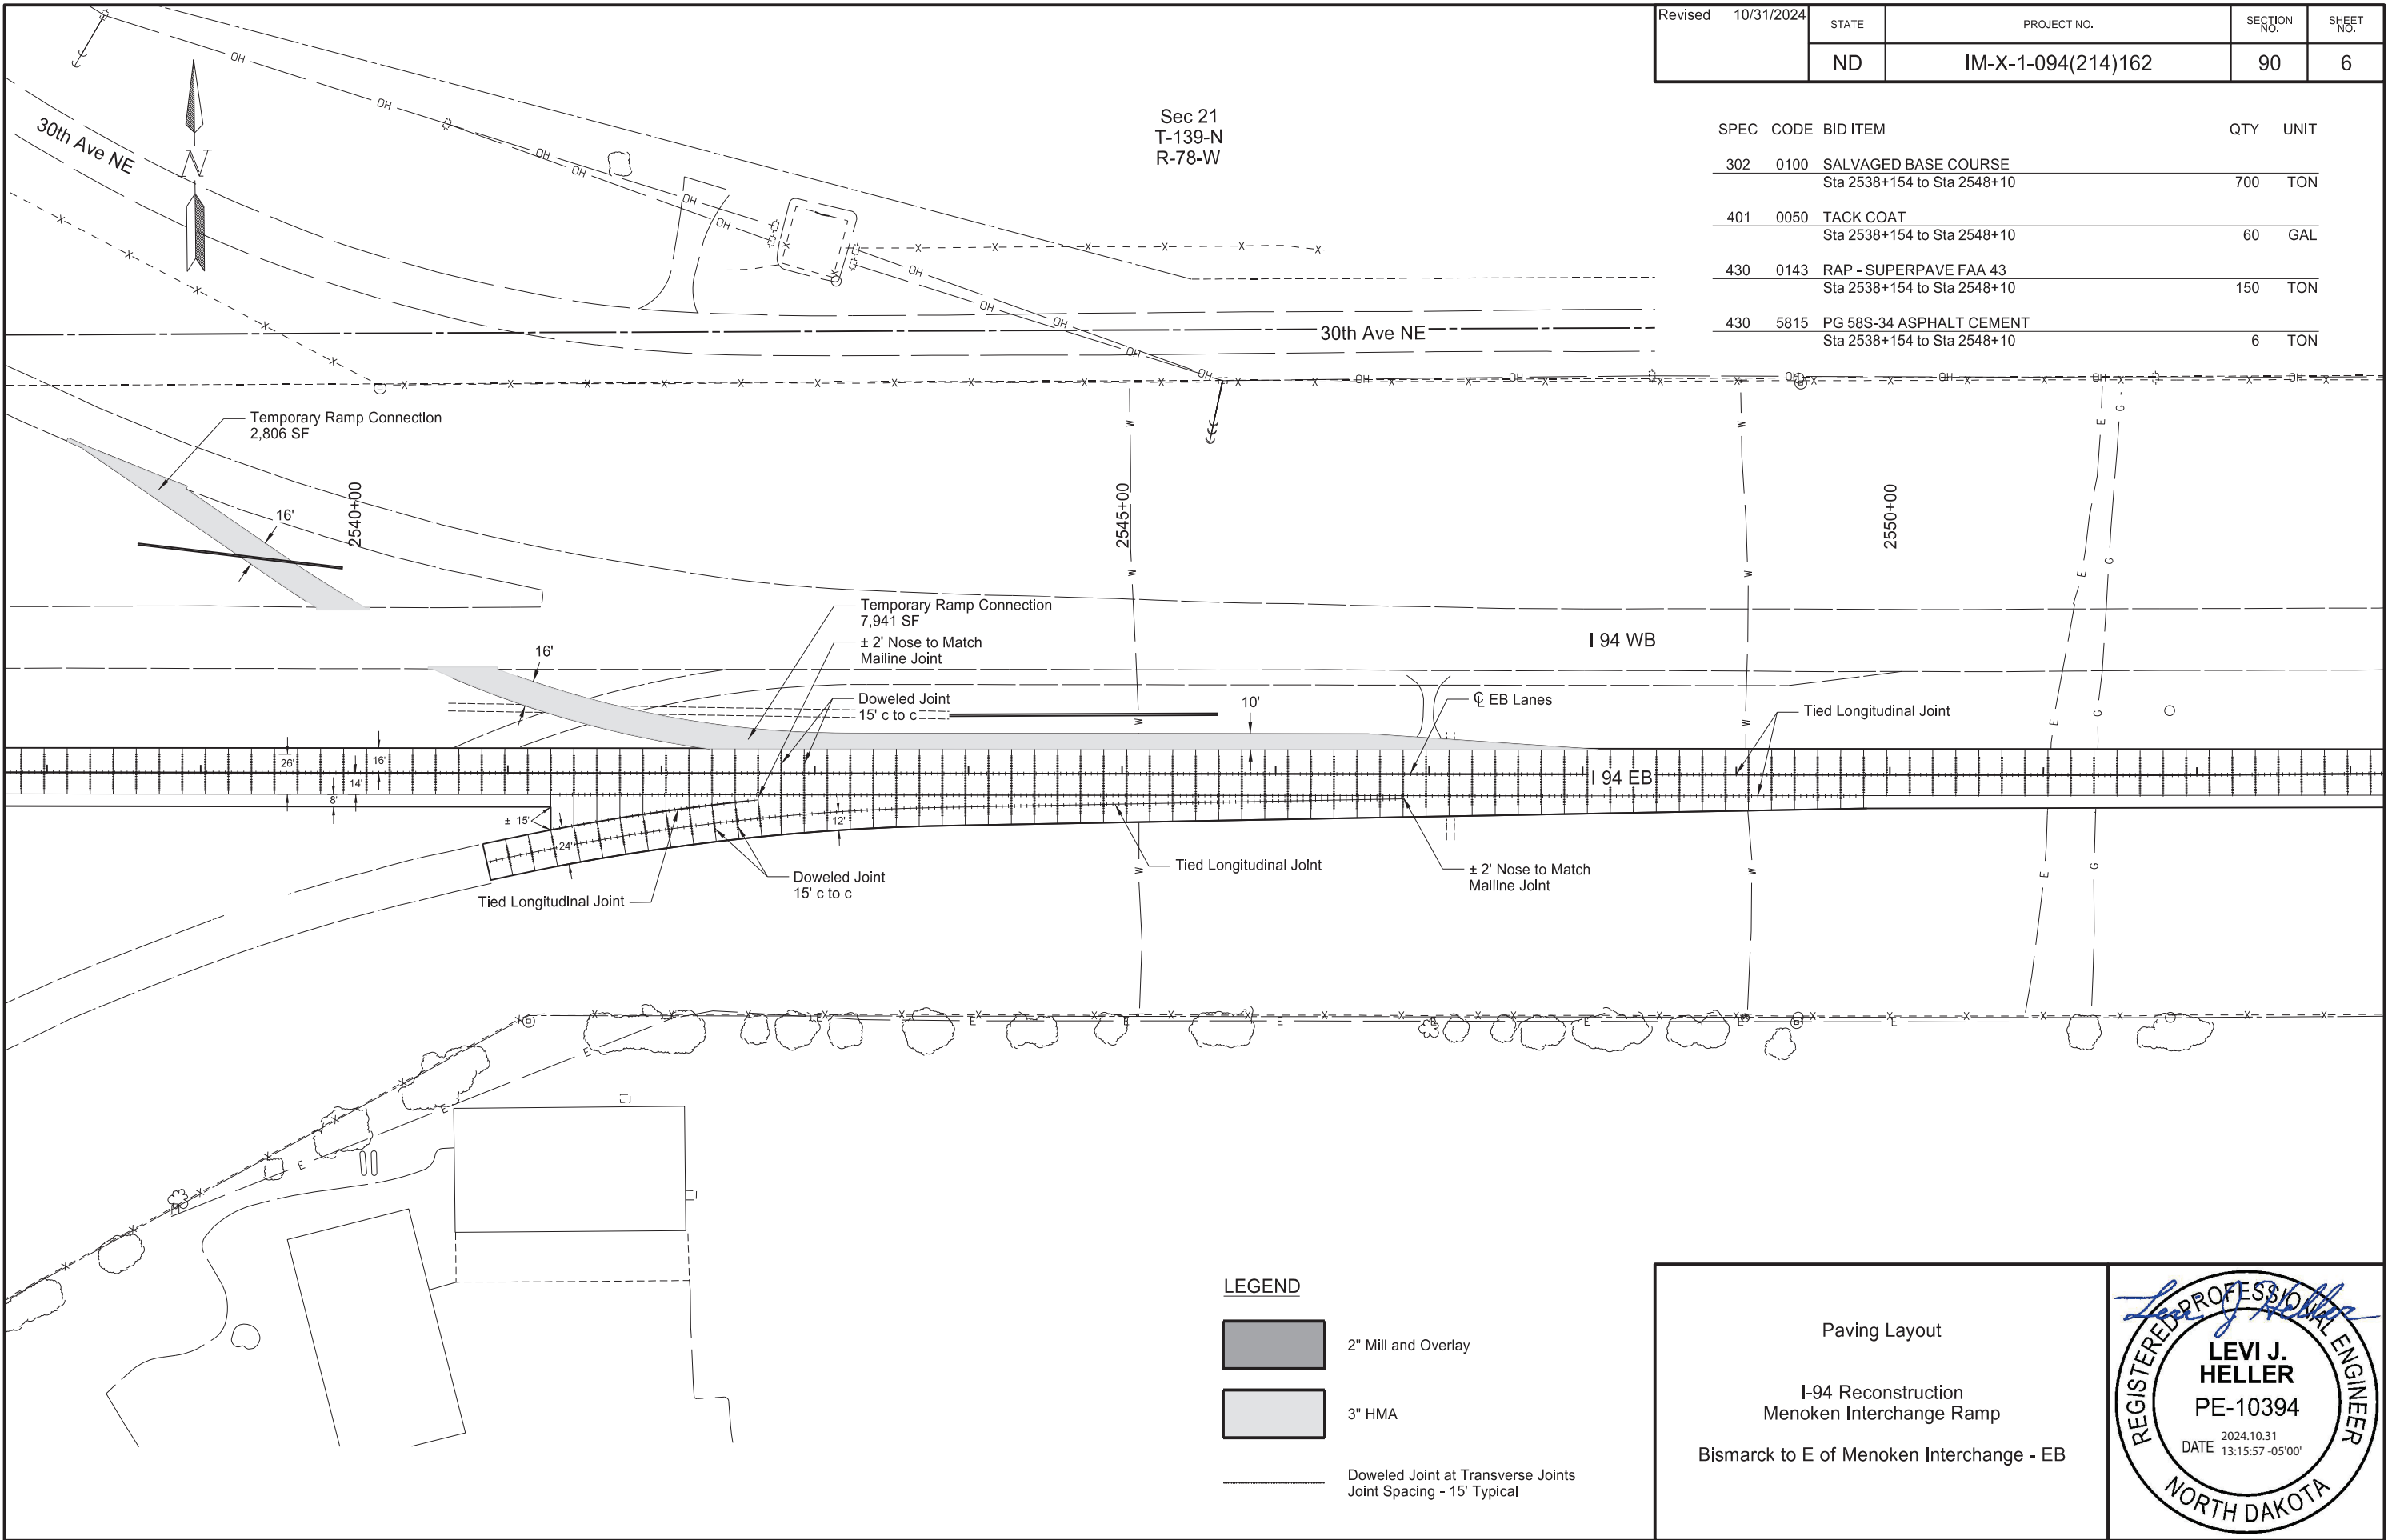 Revised 10/31/2024
STATE PROJECT NO. SECTION NO. SHEET NO.
ND IM-X-1-094(214)162 90 6
SPEC CODE BID ITEM QTY UNIT
302 0100 SALVAGED BASE COURSE
Sta 2538+154 to Sta 2548+10 700 TON
401 0050 TACK COAT
Sta 2538+154 to Sta 2548+10 60 GAL
430 0143 RAP - SUPERPAVE FAA 43
Sta 2538+154 to Sta 2548+10 150 TON
430 5815 PG 58S-34 ASPHALT CEMENT
Sta 2538+154 to Sta 2548+10 6 TON
Sec 21
T-139-N
R-78-W
30th Ave NE
N
30th Ave NE
Temporary Ramp Connection
2,806 SF
16'
2540+00
2545+00
2550+00
Temporary Ramp Connection
7,941 SF
± 2' Nose to Match
Mailine Joint
I 94 WB
16'
Doweled Joint
15' c to c
10'
℄ EB Lanes
Tied Longitudinal Joint
26'
14'
16'
8'
I 94 EB
± 15'
24'
12'
Doweled Joint
15' c to c
Tied Longitudinal Joint
Tied Longitudinal Joint
± 2' Nose to Match
Mailine Joint
LEGEND
2" Mill and Overlay
3" HMA
Doweled Joint at Transverse Joints
Joint Spacing - 15' Typical
Paving Layout
I-94 Reconstruction
Menoken Interchange Ramp
Bismarck to E of Menoken Interchange - EB
Levi J Heller
REGISTERED PROFESSIONAL ENGINEER
LEVI J.
HELLER
PE-10394
DATE 2024.10.31
13:15:57 -05'00'
NORTH DAKOTA